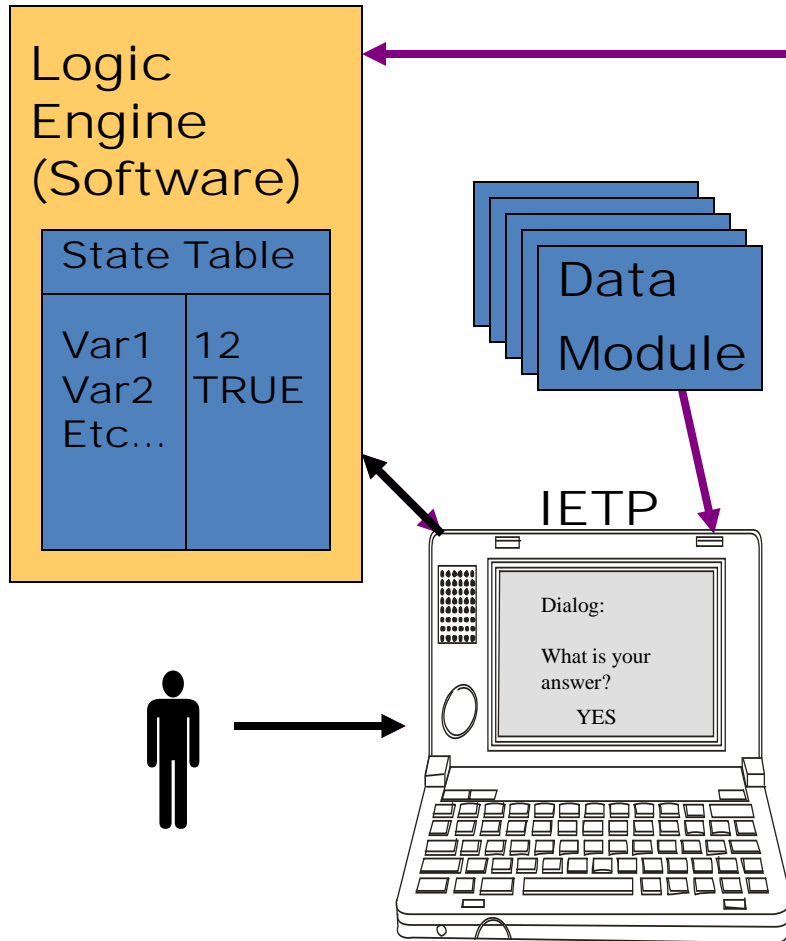 Logic
Engine
(Software)
State Table
Var1 12
Var2 TRUE
Etc...
Data
Module
IETP
Dialog:
What is your
answer?
YES